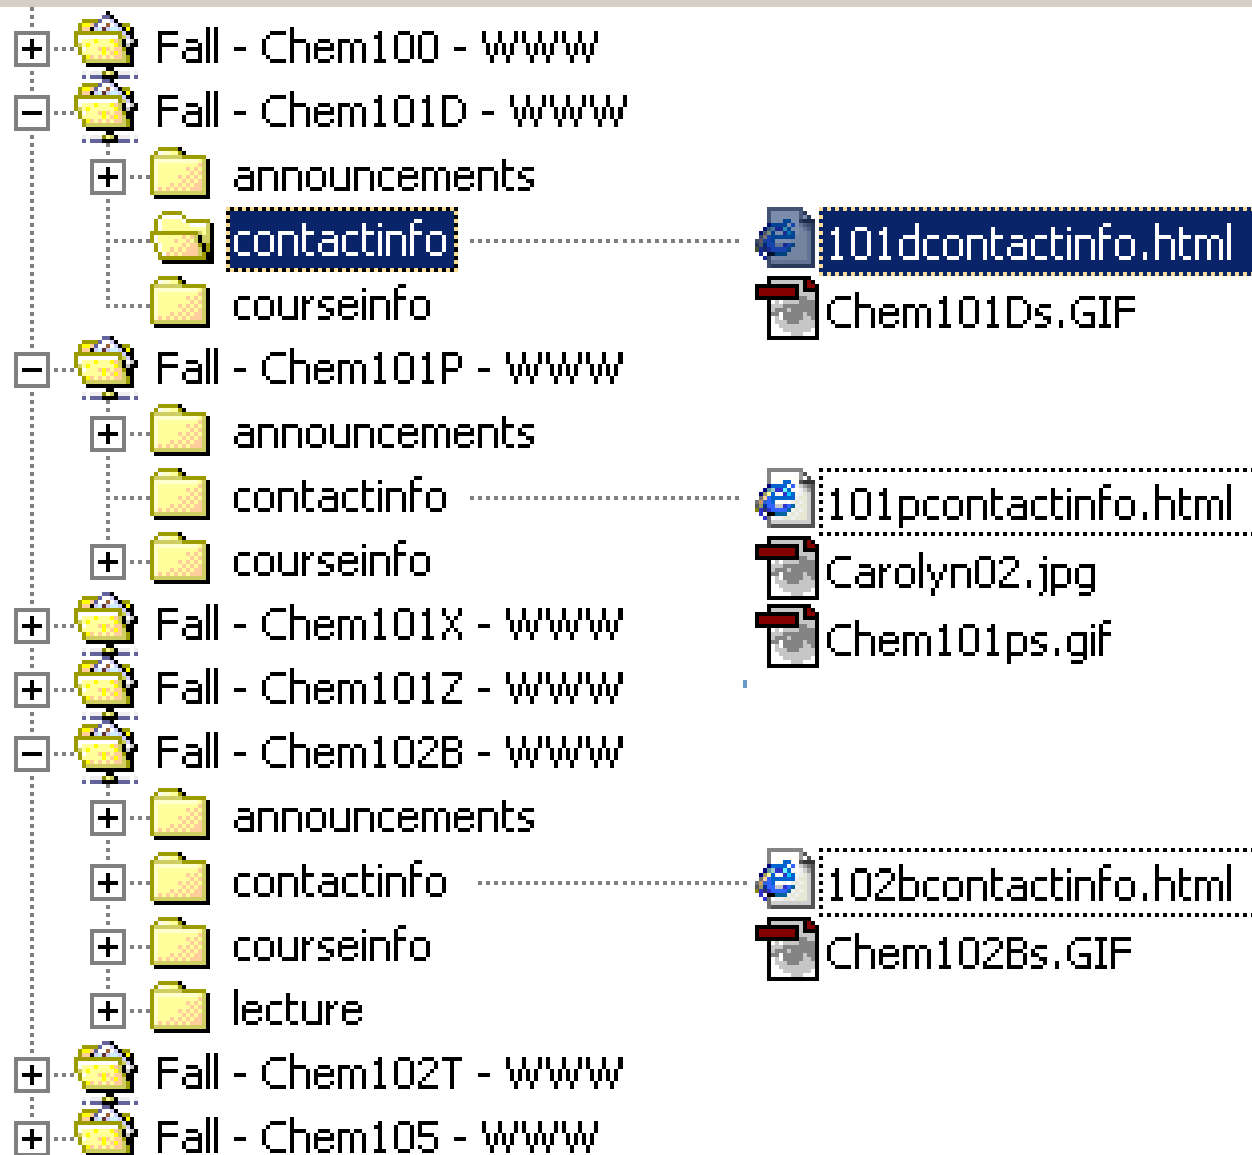 Fall - Chem100 - WWW
Fall - Chem101D - WWW
announcements
contactinfo 101dcontactinfo.html
courseinfo Chem101Ds.GIF
Fall - Chem101P - WWW
announcements
contactinfo 101pcontactinfo.html
courseinfo Carolyn02.jpg
Fall - Chem101X - WWW Chem101ps.gif
Fall - Chem101Z - WWW
Fall - Chem102B - WWW
announcements
contactinfo 102bcontactinfo.html
courseinfo Chem102Bs.GIF
lecture
Fall - Chem102T - WWW
Fall - Chem105 - WWW